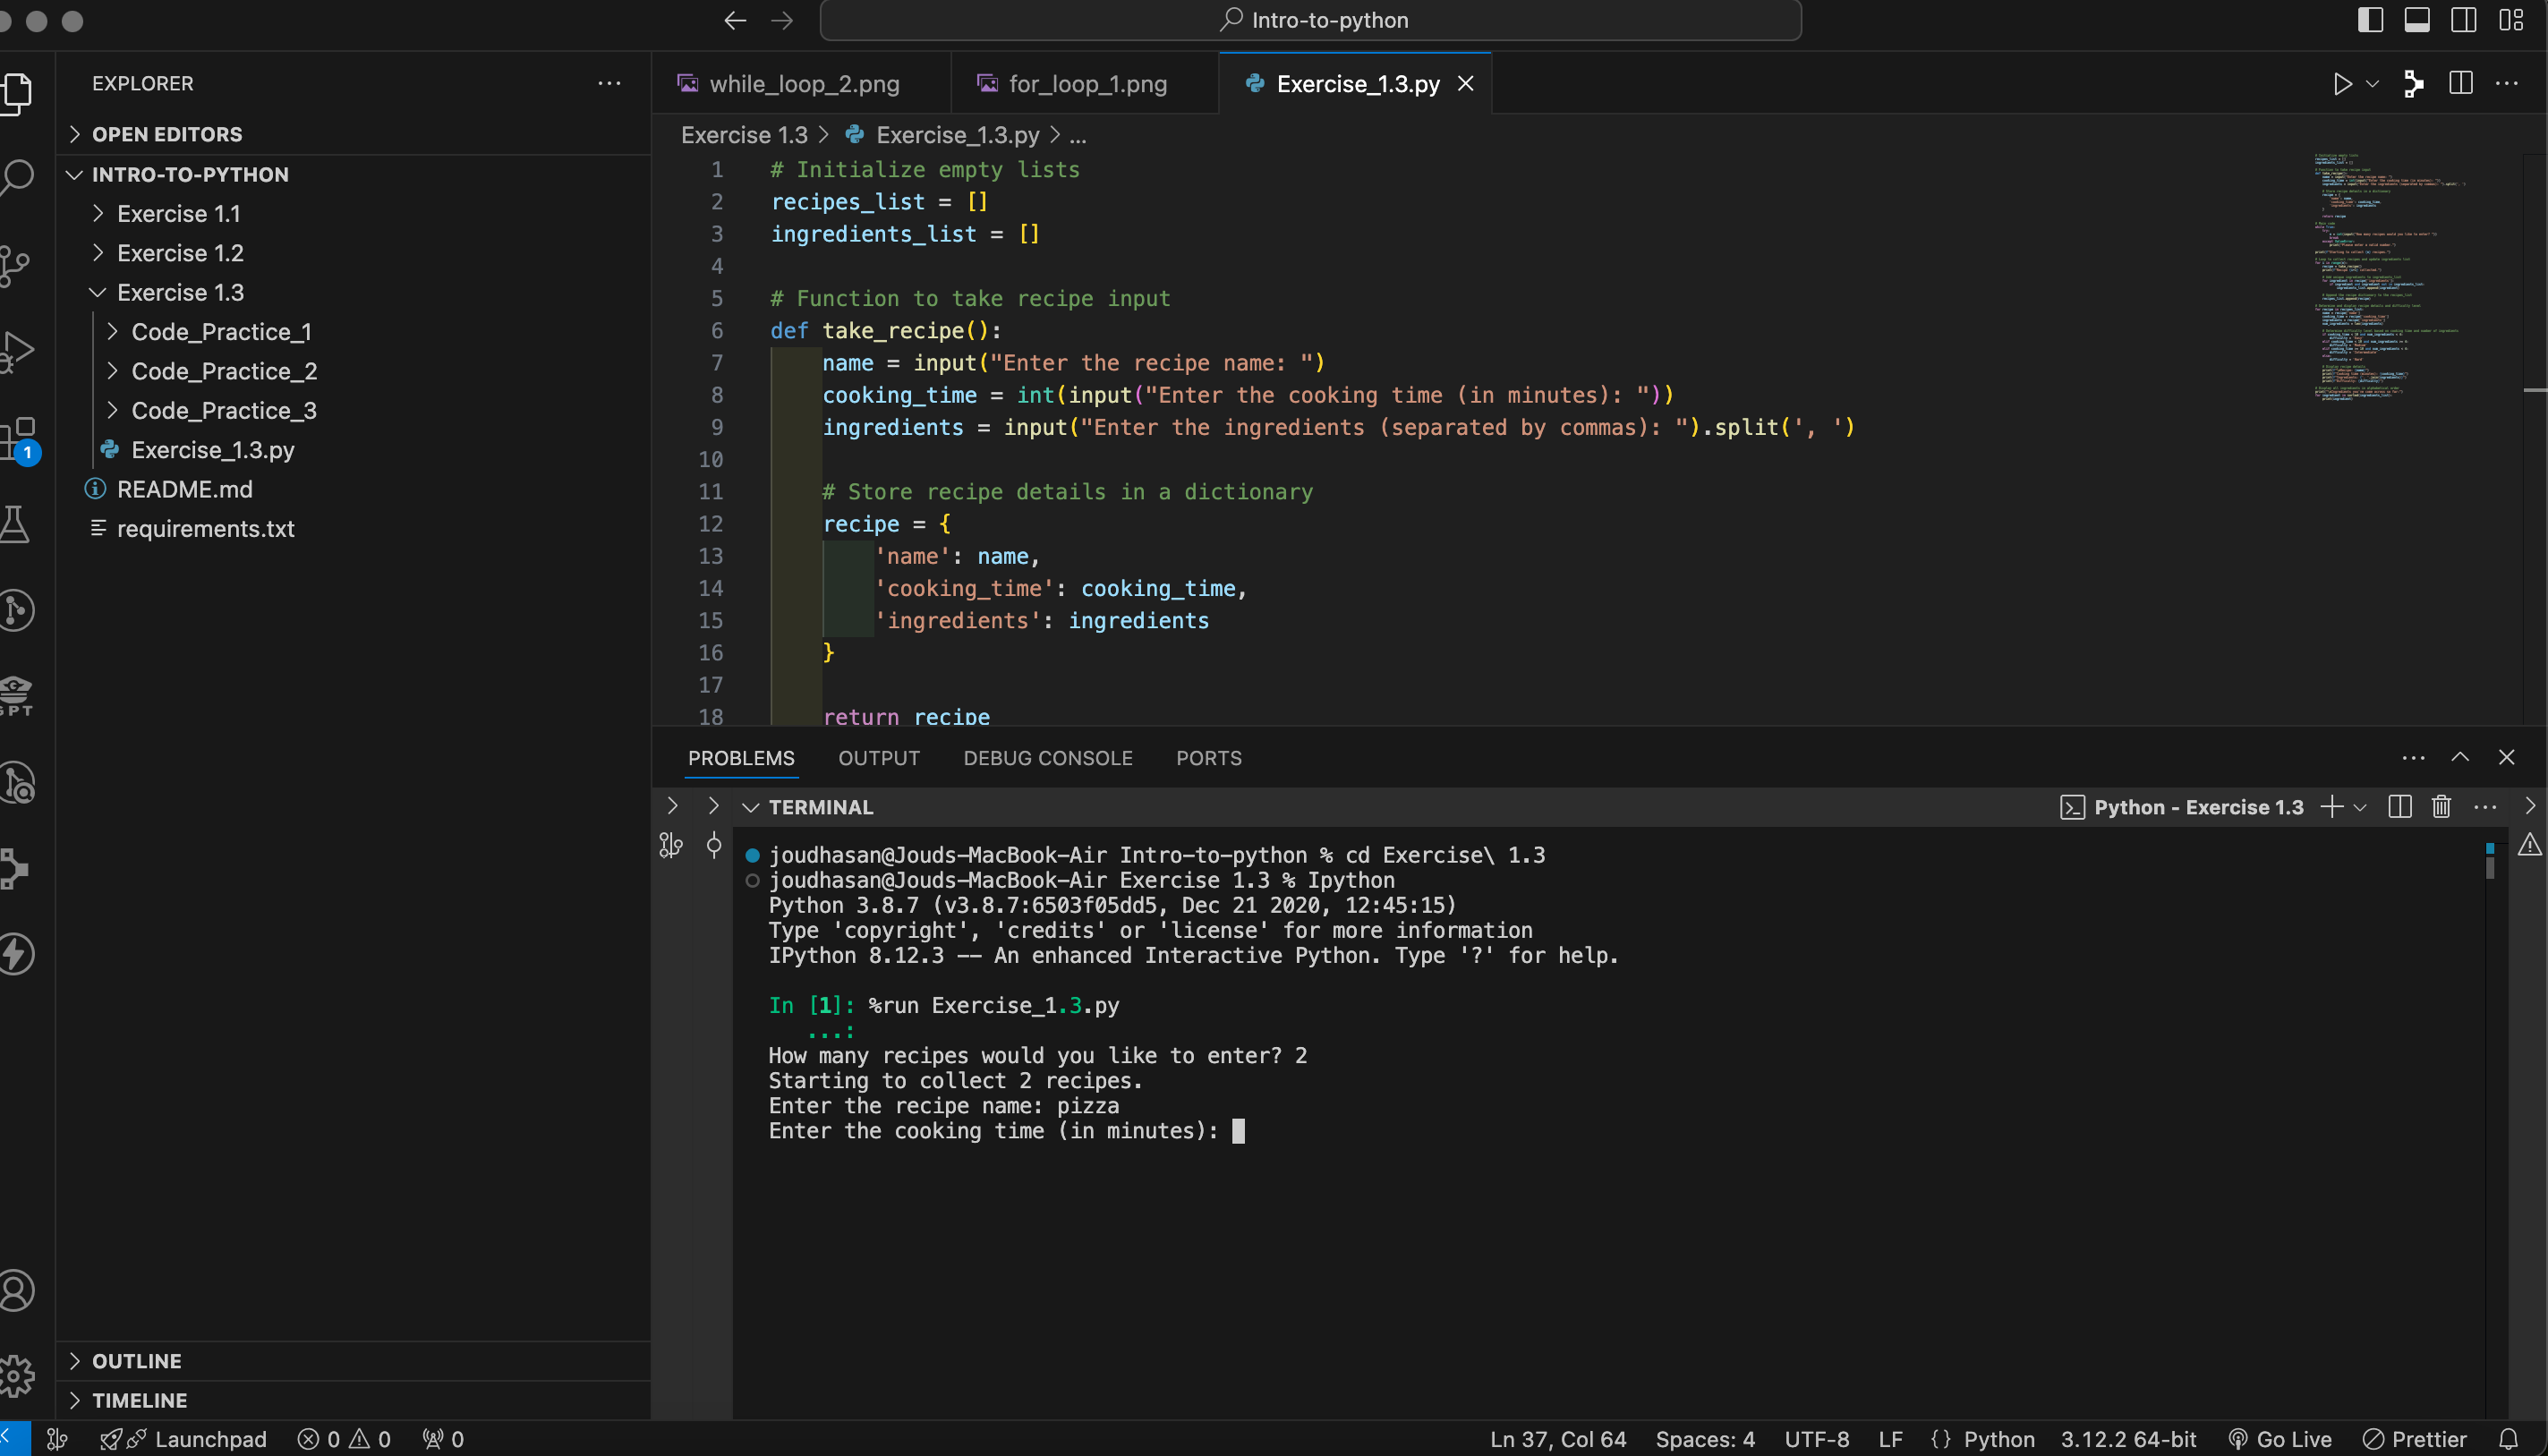 Intro-to-python
EXPLORER
OPEN EDITORS
INTRO-TO-PYTHON
Exercise 1.1
Exercise 1.2
Exercise 1.3
Code_Practice_1
Code_Practice_2
Code_Practice_3
Exercise_1.3.py
README.md
requirements.txt
OUTLINE
TIMELINE
1
GPT
while_loop_2.png
for_loop_1.png
Exercise_1.3.py
Exercise 1.3 > Exercise_1.3.py > ...
1 # Initialize empty lists
2 recipes_list = []
3 ingredients_list = []
4
5 # Function to take recipe input
6 def take_recipe():
7 name = input("Enter the recipe name: ")
8 cooking_time = int(input("Enter the cooking time (in minutes): "))
9 ingredients = input("Enter the ingredients (separated by commas): ").split(', ')
10
11 # Store recipe details in a dictionary
12 recipe = {
13 'name': name,
14 'cooking_time': cooking_time,
15 'ingredients': ingredients
16 }
17
18 return recipe
PROBLEMS OUTPUT DEBUG CONSOLE PORTS
TERMINAL
Python - Exercise 1.3
joudhasan@Jouds-MacBook-Air Intro-to-python % cd Exercise\ 1.3
joudhasan@Jouds-MacBook-Air Exercise 1.3 % Ipython
Python 3.8.7 (v3.8.7:6503f05dd5, Dec 21 2020, 12:45:15)
Type 'copyright', 'credits' or 'license' for more information
IPython 8.12.3 -- An enhanced Interactive Python. Type '?' for help.
In [1]: %run Exercise_1.3.py
...:
How many recipes would you like to enter? 2
Starting to collect 2 recipes.
Enter the recipe name: pizza
Enter the cooking time (in minutes):
Launchpad 0 0 0 Ln 37, Col 64 Spaces: 4 UTF-8 LF {} Python 3.12.2 64-bit Go Live Prettier